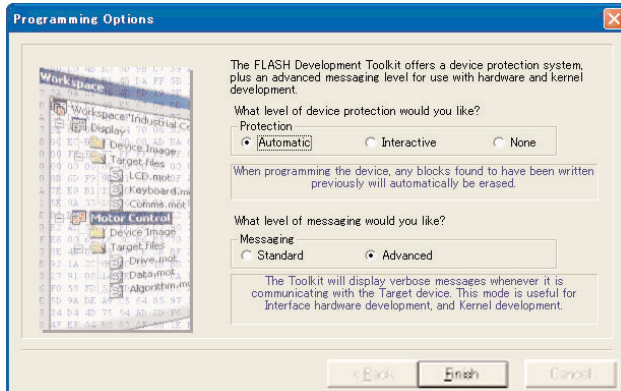 Programming Options
The FLASH Development Toolkit offers a device protection system,
plus an advanced messaging level for use with hardware and kernel
development.
What level of device protection would you like?
Protection
Automatic Interactive None
When programming the device, any blocks found to have been written
previously will automatically be erased.
What level of messaging would you like?
Messaging
Standard Advanced
The Toolkit will display verbose messages whenever it is
communicating with the Target device. This mode is useful for
Interface hardware development, and Kernel development.
Workspace
Workspace "Industrial Co
Display
Device Image
Target files
LCD.mot
Keyboard.m
Comms.mot
Motor Control
Device Image
Target files
Drive.mot
Data.mot
Algorithm.m
< Back Finish Cancel